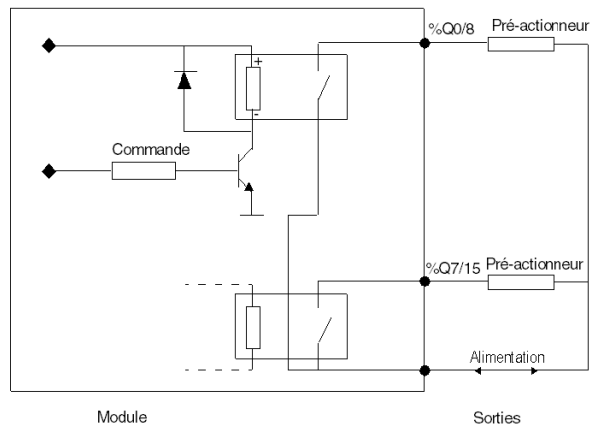 %Q0/8
Pré-actionneur
+
-
Commande
%Q7/15
Pré-actionneur
Alimentation
Module
Sorties